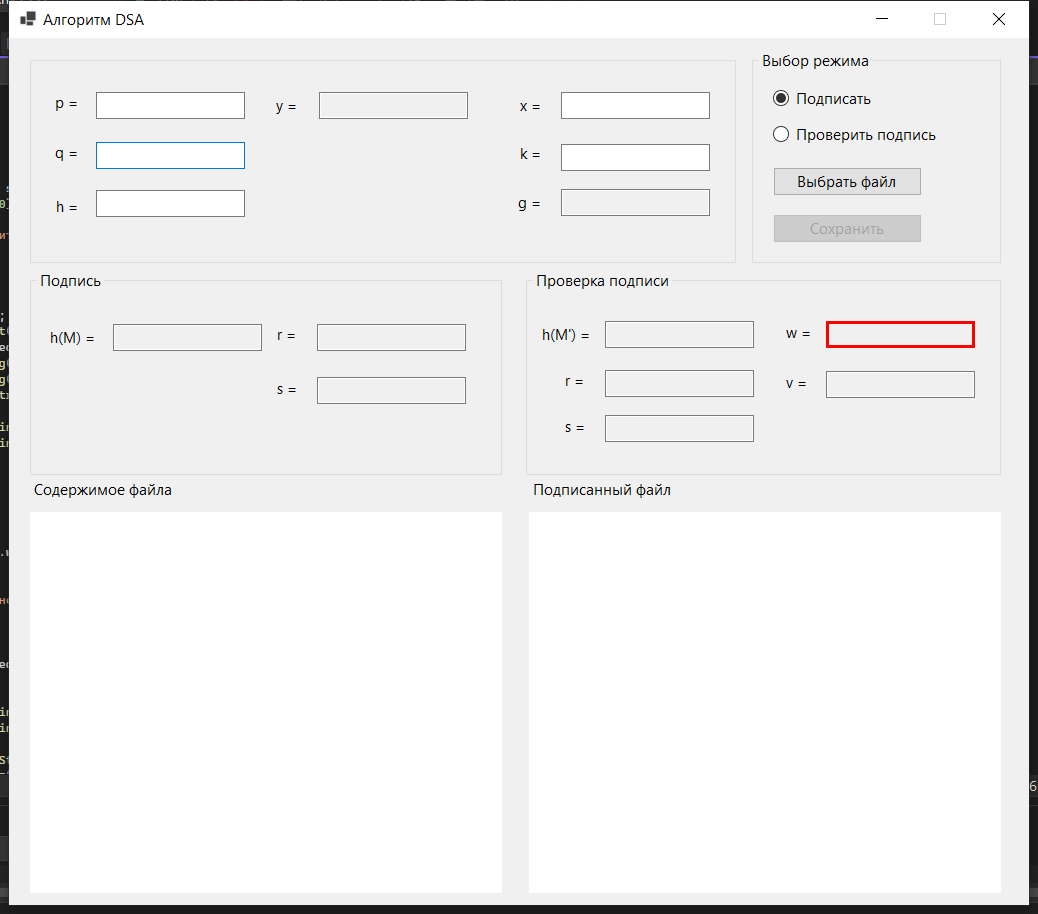 Алгоритм DSA
p =
y =
x =
q =
k =
h =
g =
Выбор режима
Подписать
Проверить подпись
Выбрать файл
Сохранить
Подпись
h(M) =
r =
s =
Проверка подписи
h(M') =
w =
r =
v =
s =
Содержимое файла
Подписанный файл